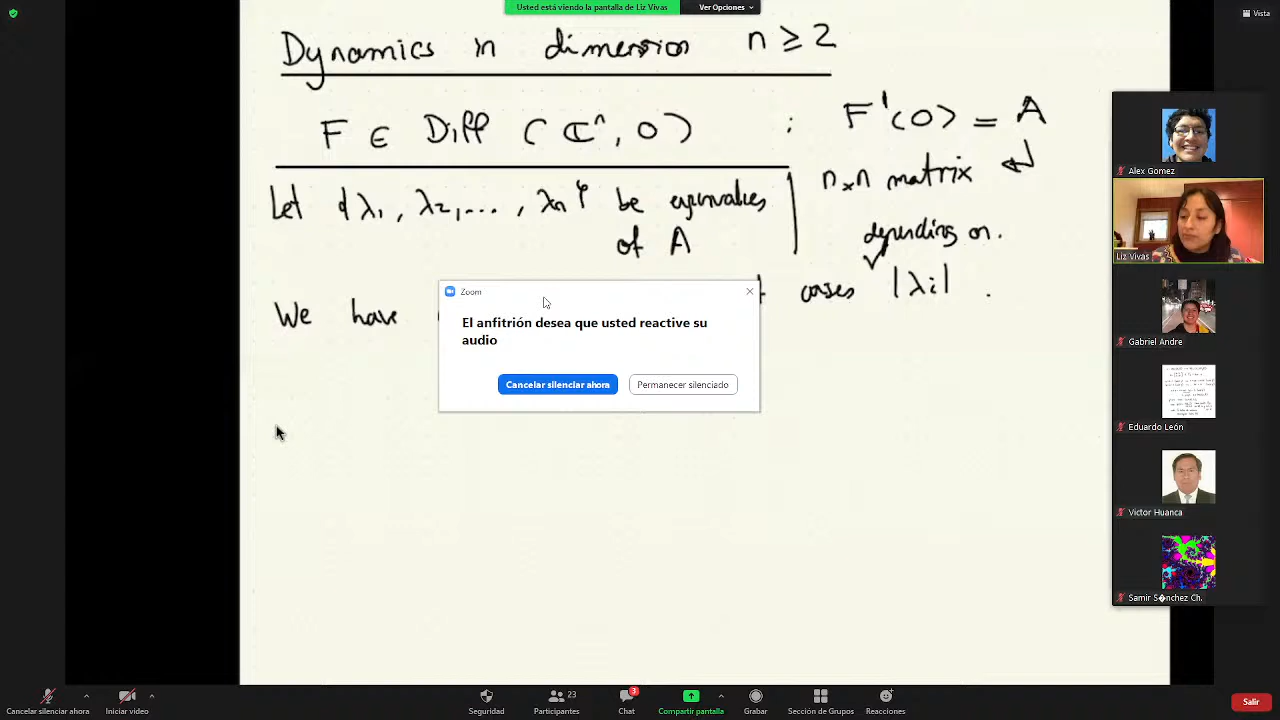 Usted está viendo la pantalla de Liz Vivas
Ver Opciones
Vista
Dynamics in dimension n ≥ 2
F ∈ Diff (ℂⁿ, 0) : F'(0) = A
n×n matrix ↵
Let {λ1, λ2, ..., λn} be eigenvalues
of A
depending on.
We have
cases |λi| .
Zoom
El anfitrión desea que usted reactive su
audio
Cancelar silenciar ahora
Permanecer silenciado
Alex Gomez
Liz Vivas
Gabriel Andre
Eduardo León
Victor Huanca
Samir S�nchez Ch.
Cancelar silenciar ahora
Iniciar video
Seguridad
23
Participantes
3
Chat
Compartir pantalla
Grabar
Sección de Grupos
Reacciones
Salir